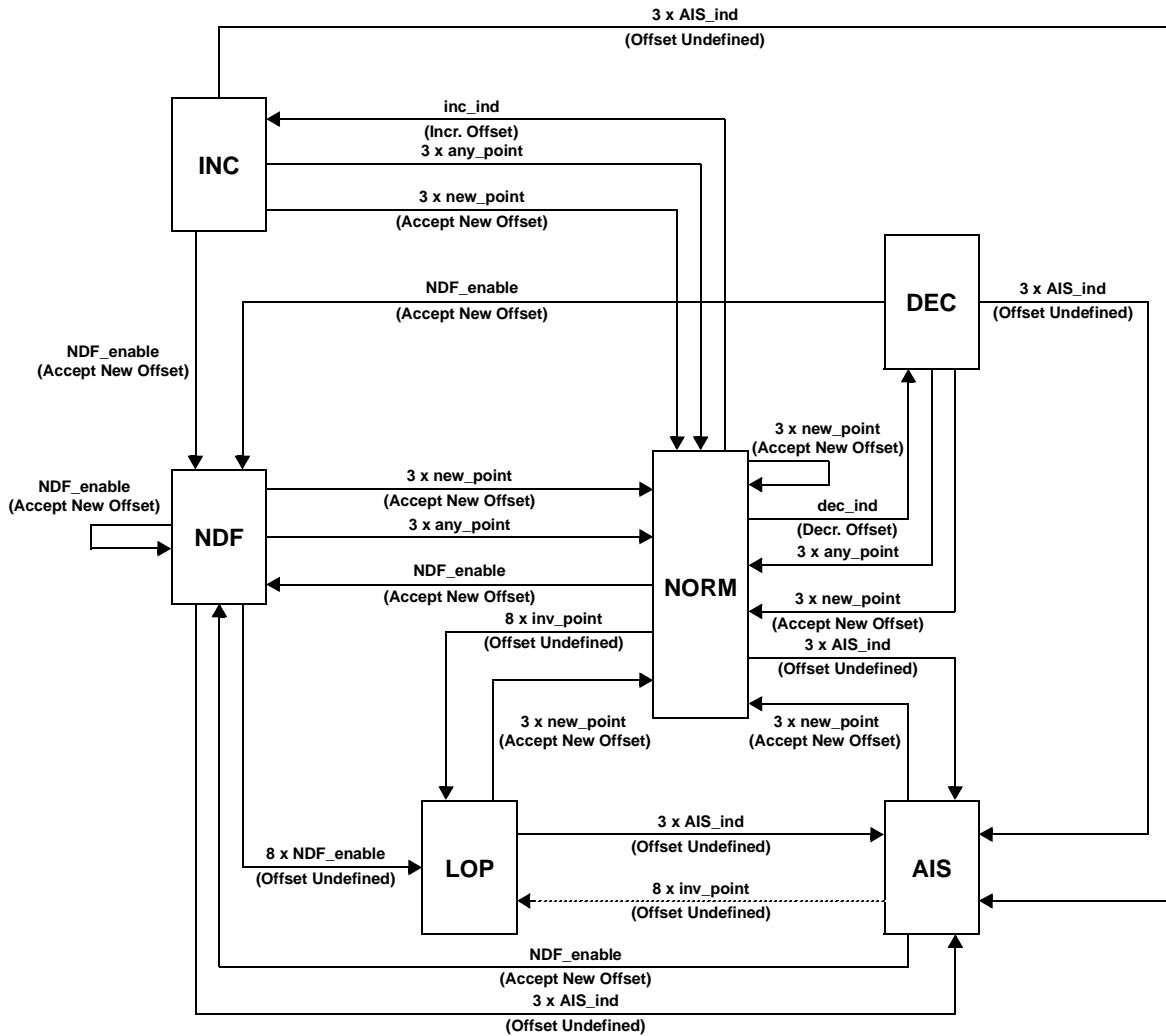 3 x AIS_ind
(Offset Undefined)
inc_ind
(Incr. Offset)
3 x any_point
INC
3 x new_point
(Accept New Offset)
NDF_enable
(Accept New Offset)
DEC
3 x AIS_ind
(Offset Undefined)
NDF_enable
(Accept New Offset)
3 x new_point
(Accept New Offset)
NDF_enable
(Accept New Offset)
3 x new_point
(Accept New Offset)
dec_ind
(Decr. Offset)
NDF
3 x any_point
3 x any_point
NDF_enable
(Accept New Offset)
NORM
3 x new_point
(Accept New Offset)
8 x inv_point
(Offset Undefined)
3 x AIS_ind
(Offset Undefined)
3 x new_point
(Accept New Offset)
3 x new_point
(Accept New Offset)
3 x AIS_ind
(Offset Undefined)
8 x NDF_enable
(Offset Undefined)
LOP
AIS
8 x inv_point
(Offset Undefined)
NDF_enable
(Accept New Offset)
3 x AIS_ind
(Offset Undefined)